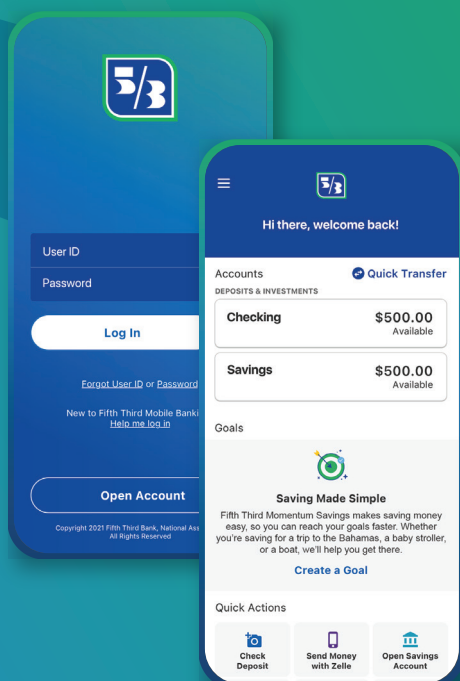 5/3
User ID
Password
Log In
Forgot User ID or Password
New to Fifth Third Mobile
Help me log in
Open Account
Copyright 2021 Fifth Third Bank, National
All Rights Reserved
5/3
Hi there, welcome back!
Accounts
Quick Transfer
DEPOSITS & INVESTMENTS
Checking
$500.00
Available
Savings
$500.00
Available
Goals
Saving Made Simple
Fifth Third Momentum Savings makes saving money
easy, so you can reach your goals faster. Whether
you're saving for a trip to the Bahamas, a baby stroller,
or a boat, we'll help you get there.
Create a Goal
Quick Actions
Check
Deposit
Send Money
with Zelle
Open Savings
Account